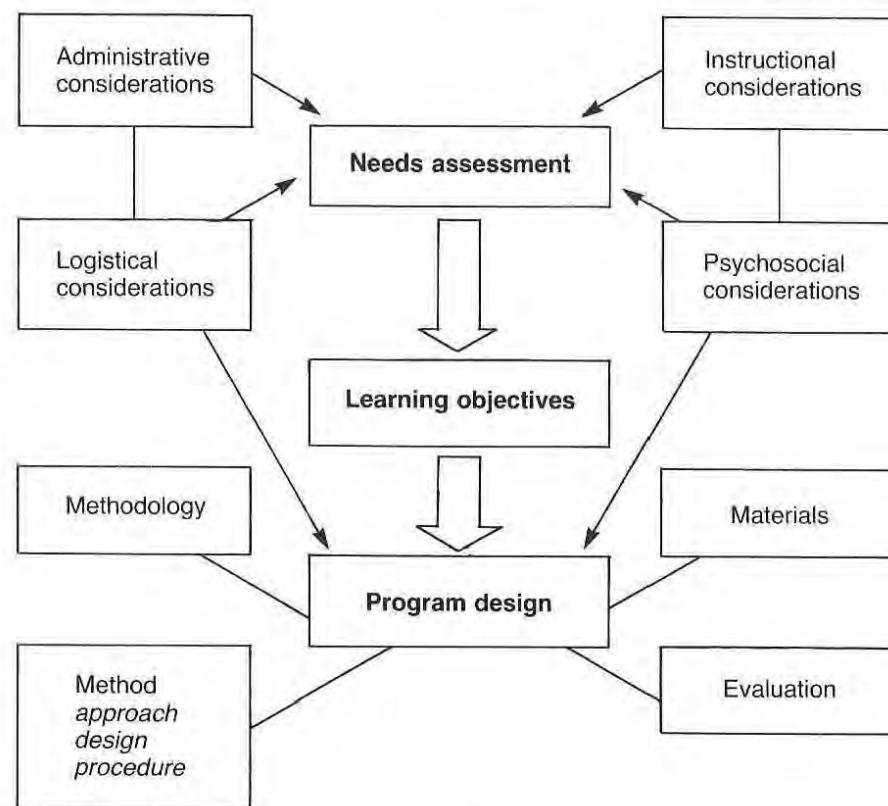 Administrative
considerations
Instructional
considerations
Needs assessment
Logistical
considerations
Psychosocial
considerations
Learning objectives
Methodology
Materials
Program design
Method
approach
design
procedure
Evaluation